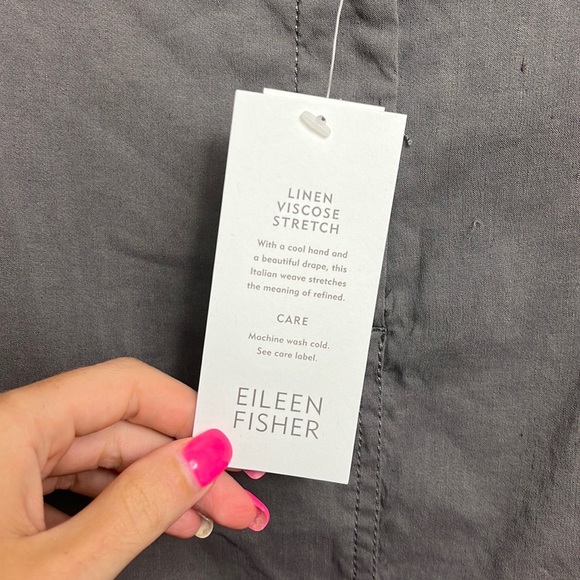 LINEN
VISCOSE
STRETCH
With a cool hand and
a beautiful drape, this
Italian weave stretches
the meaning of refined.
CARE
Machine wash cold.
See care label.
EILEEN
FISHER